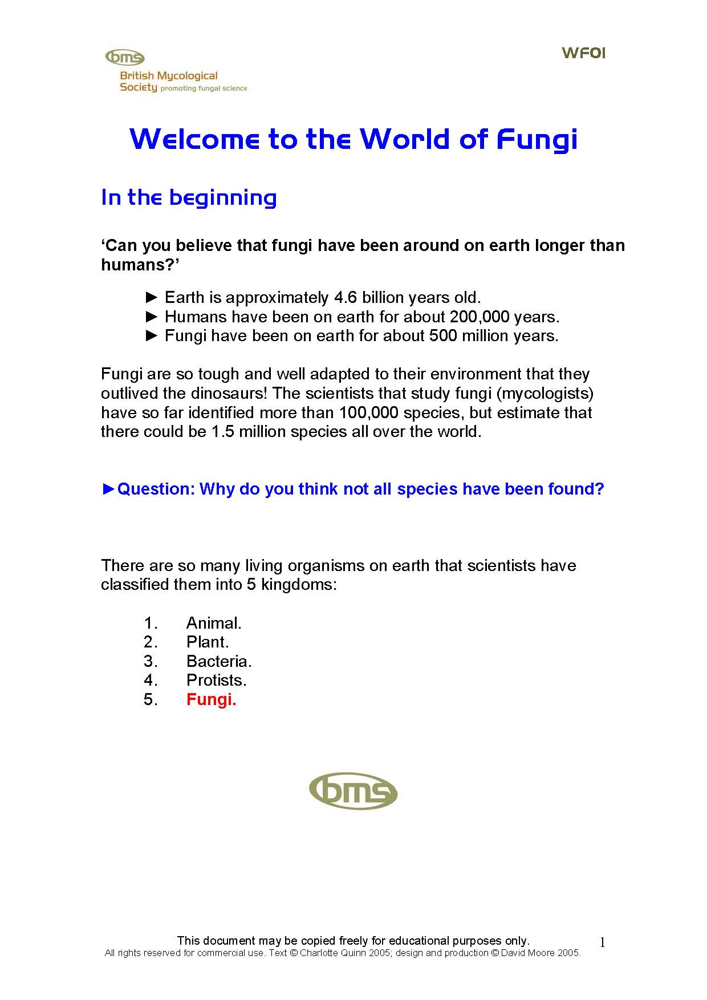 bms
WF01
British Mycological
Society promoting fungal science
Welcome to the World of Fungi
In the beginning
‘Can you believe that fungi have been around on earth longer than
humans?’
► Earth is approximately 4.6 billion years old.
► Humans have been on earth for about 200,000 years.
► Fungi have been on earth for about 500 million years.
Fungi are so tough and well adapted to their environment that they
outlived the dinosaurs! The scientists that study fungi (mycologists)
have so far identified more than 100,000 species, but estimate that
there could be 1.5 million species all over the world.
►Question: Why do you think not all species have been found?
There are so many living organisms on earth that scientists have
classified them into 5 kingdoms:
1. Animal.
2. Plant.
3. Bacteria.
4. Protists.
5. Fungi.
bms
This document may be copied freely for educational purposes only. 1
All rights reserved for commercial use. Text © Charlotte Quinn 2005; design and production © David Moore 2005.